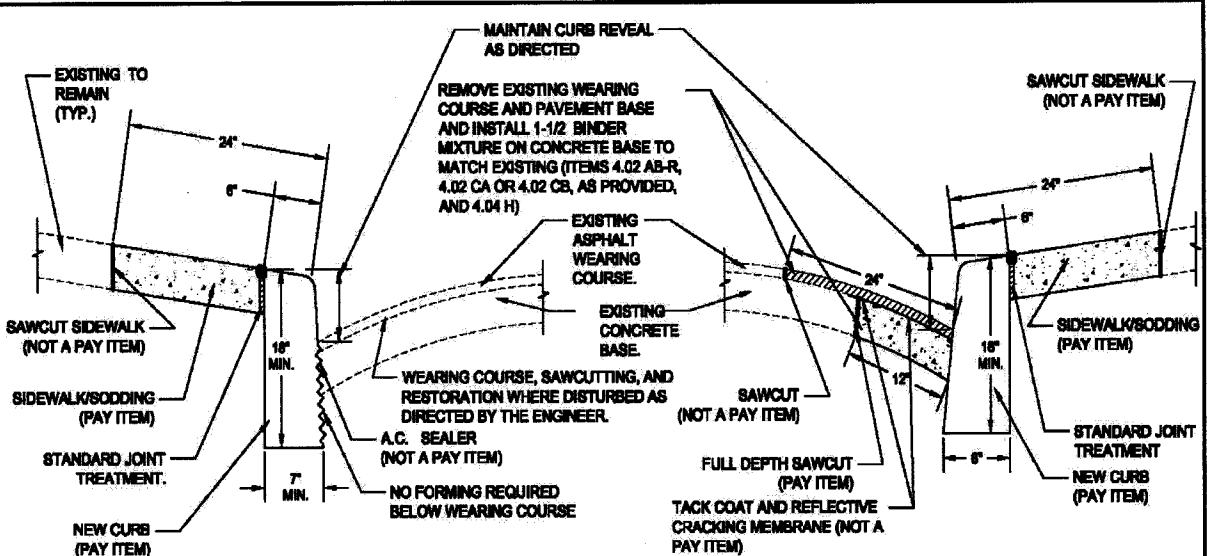 MAINTAIN CURB REVEAL
AS DIRECTED
EXISTING TO
REMAIN
(TYP.)
REMOVE EXISTING WEARING
COURSE AND PAVEMENT BASE
AND INSTALL 1-1/2 BINDER
MIXTURE ON CONCRETE BASE TO
MATCH EXISTING (ITEMS 4.02 AB-R,
4.02 CA OR 4.02 CB, AS PROVIDED,
AND 4.04 H)
SAWCUT SIDEWALK
(NOT A PAY ITEM)
24"
6"
24"
6"
EXISTING
ASPHALT
WEARING
COURSE.
24"
EXISTING
CONCRETE
BASE.
SAWCUT SIDEWALK
(NOT A PAY ITEM)
18"
MIN.
18"
MIN.
SIDEWALK/SODDING
(PAY ITEM)
12"
WEARING COURSE, SAWCUTTING, AND
RESTORATION WHERE DISTURBED AS
DIRECTED BY THE ENGINEER.
SIDEWALK/SODDING
(PAY ITEM)
SAWCUT
(NOT A PAY ITEM)
A.C. SEALER
(NOT A PAY ITEM)
STANDARD JOINT
TREATMENT.
STANDARD JOINT
TREATMENT
FULL DEPTH SAWCUT
(PAY ITEM)
7"
MIN.
8"
NO FORMING REQUIRED
BELOW WEARING COURSE
NEW CURB
(PAY ITEM)
TACK COAT AND REFLECTIVE
CRACKING MEMBRANE (NOT A
PAY ITEM)
NEW CURB
(PAY ITEM)